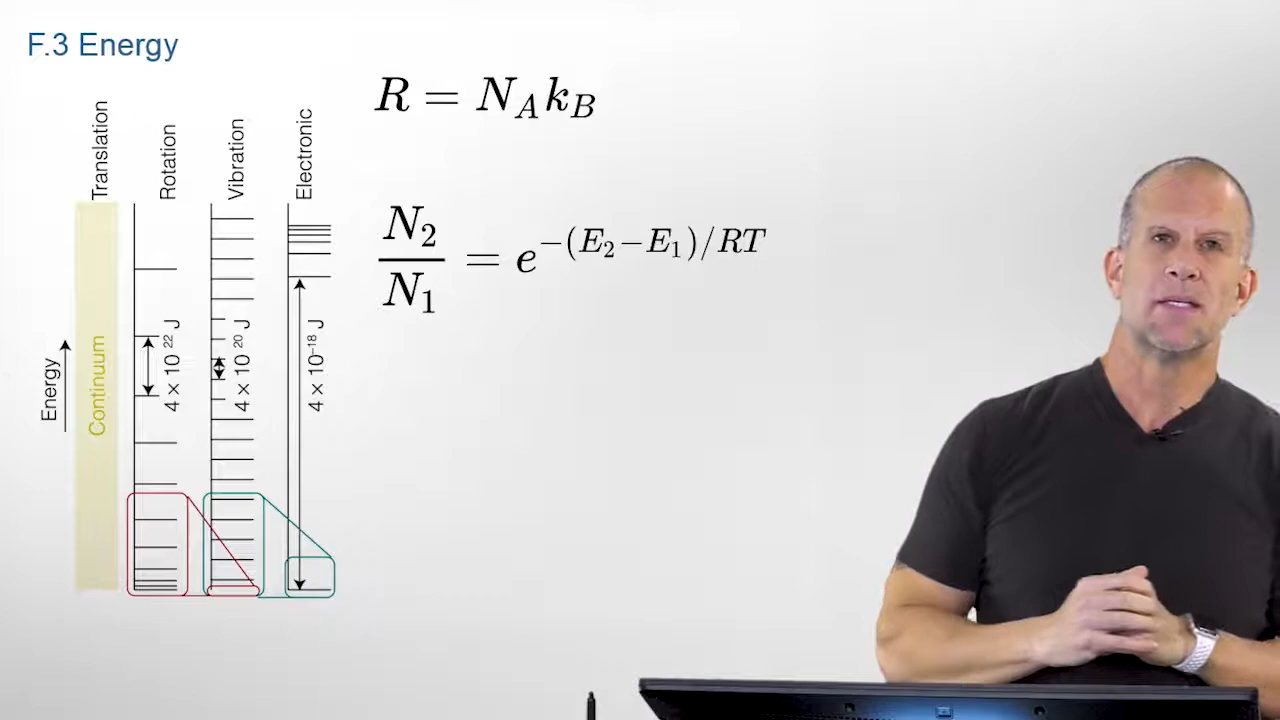 F.3 Energy
Translation
Rotation
Vibration
Electronic
Energy
Continuum
4 × 10 22 J
4 × 10 20 J
4 × 10⁻¹⁸ J
R = N_A k_B
N_2 / N_1 = e^{-(E_2-E_1)/RT}